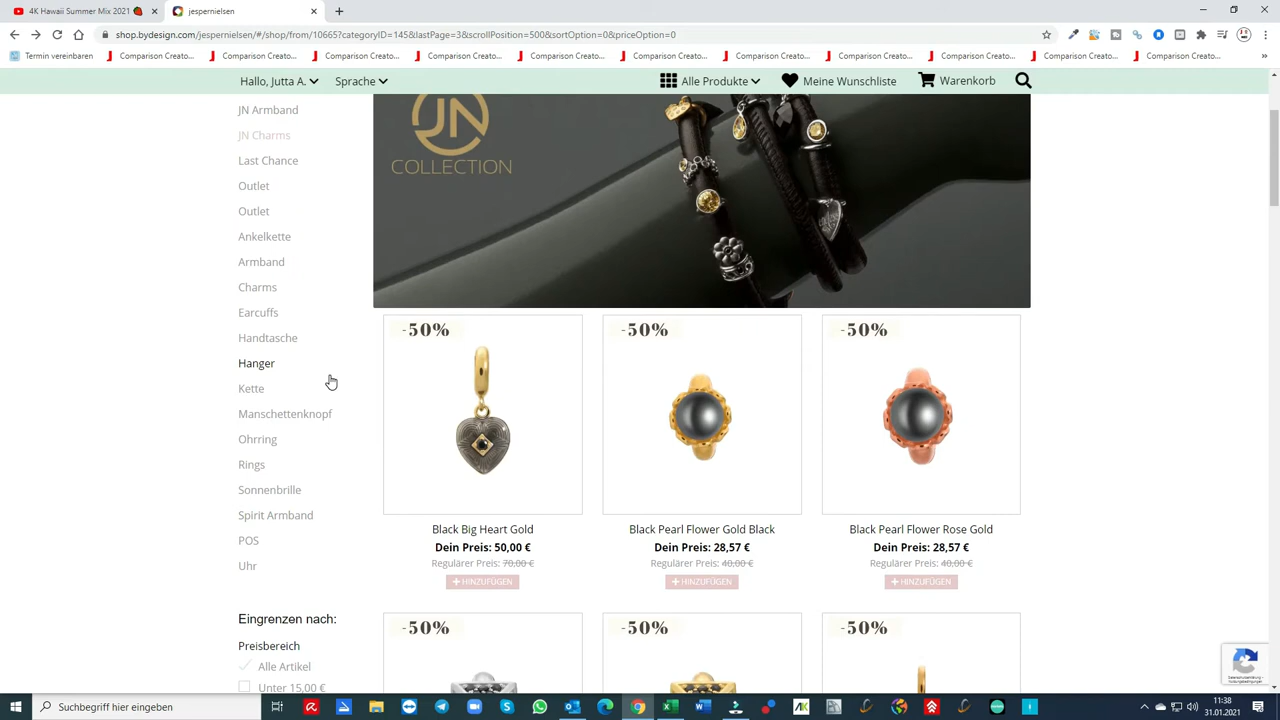 4K Hawaii Summer Mix 2021
jespernielsen
shop.bydesign.com/jespernielsen/#/shop/from/10665?categoryID=145&lastPage=3&scrollPosition=500&sortOption=0&priceOption=0
Termin vereinbaren Comparison Creato... Comparison Creato... Comparison Creato... Comparison Creato... Comparison Creato... Comparison Creato... Comparison Creato... Comparison Creato... Comparison Creato...
Hallo, Jutta A. Sprache Alle Produkte Meine Wunschliste Warenkorb
JN Armband
JN Charms
Last Chance
Outlet
Outlet
Ankelkette
Armband
Charms
Earcuffs
Handtasche
Hanger
Kette
Manschettenknopf
Ohrring
Rings
Sonnenbrille
Spirit Armband
POS
Uhr
Eingrenzen nach:
Preisbereich
Alle Artikel
Unter 15,00 €
JN
COLLECTION
-50% -50% -50%
Black Big Heart Gold Black Pearl Flower Gold Black Black Pearl Flower Rose Gold
Dein Preis: 50,00 € Dein Preis: 28,57 € Dein Preis: 28,57 €
Regulärer Preis: 70,00 € Regulärer Preis: 40,00 € Regulärer Preis: 40,00 €
+ HINZUFÜGEN + HINZUFÜGEN + HINZUFÜGEN
-50% -50% -50%
Suchbegriff hier eingeben
11:38
31.01.2021